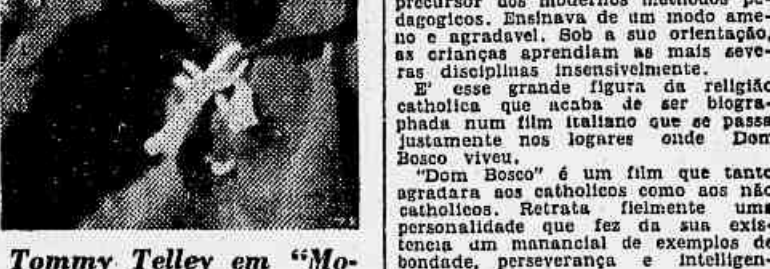 Tommy Telley em “Mo-
precursor dos modernos methodos pe-
dagogicos. Ensinava de um modo ame-
no e agradavel. Sob a suo orientação,
as crianças aprendiam as mais seve-
ras disciplinas insensivelmente.
E' esse grande figura da religião
catholica que acaba de ser biogra-
phada num film italiano que se passa
justamente nos logares onde Dom
Bosco viveu.
"Dom Bosco" é um film que tanto
agradara aos catholicos como aos não
catholicos. Retrata fielmente uma
personalidade que fez da sua exis-
tencia um manancial de exemplos de
bondade, perseverança e intelligen-